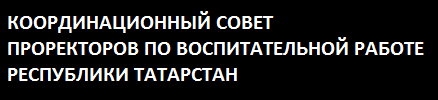 КООРДИНАЦИОННЫЙ СОВЕТ
ПРОРЕКТОРОВ ПО ВОСПИТАТЕЛЬНОЙ РАБОТЕ
РЕСПУБЛИКИ ТАТАРСТАН